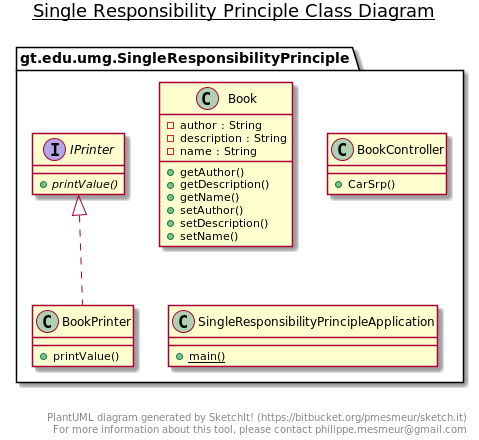 Single Responsibility Principle Class Diagram
gt.edu.umg.SingleResponsibilityPrinciple
C Book
author : String
description : String
name : String
getAuthor()
getDescription()
getName()
setAuthor()
setDescription()
setName()
I IPrinter
printValue()
C BookController
CarSrp()
C BookPrinter
printValue()
C SingleResponsibilityPrincipleApplication
main()
PlantUML diagram generated by SketchIt! (https://bitbucket.org/pmesmeur/sketch.it)
For more information about this tool, please contact philippe.mesmeur@gmail.com